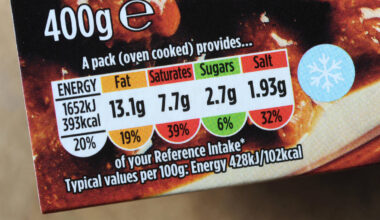 400g e
A pack (oven cooked) provides...
ENERGY Fat Saturates Sugars Salt
1652kJ
393kcal 13.1g 7.7g 2.7g 1.93g
20% 19% 39% 6% 32%
of your Reference Intake*
Typical values per 100g: Energy 428kJ/102kcal